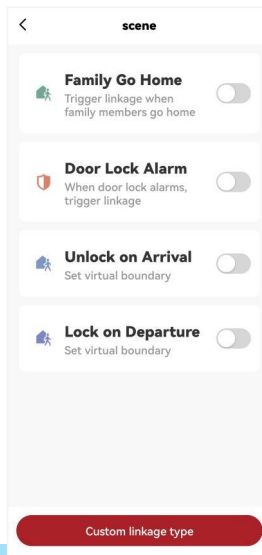 scene
Family Go Home
Trigger linkage when
family members go home
Door Lock Alarm
When door lock alarms,
trigger linkage
Unlock on Arrival
Set virtual boundary
Lock on Departure
Set virtual boundary
Custom linkage type